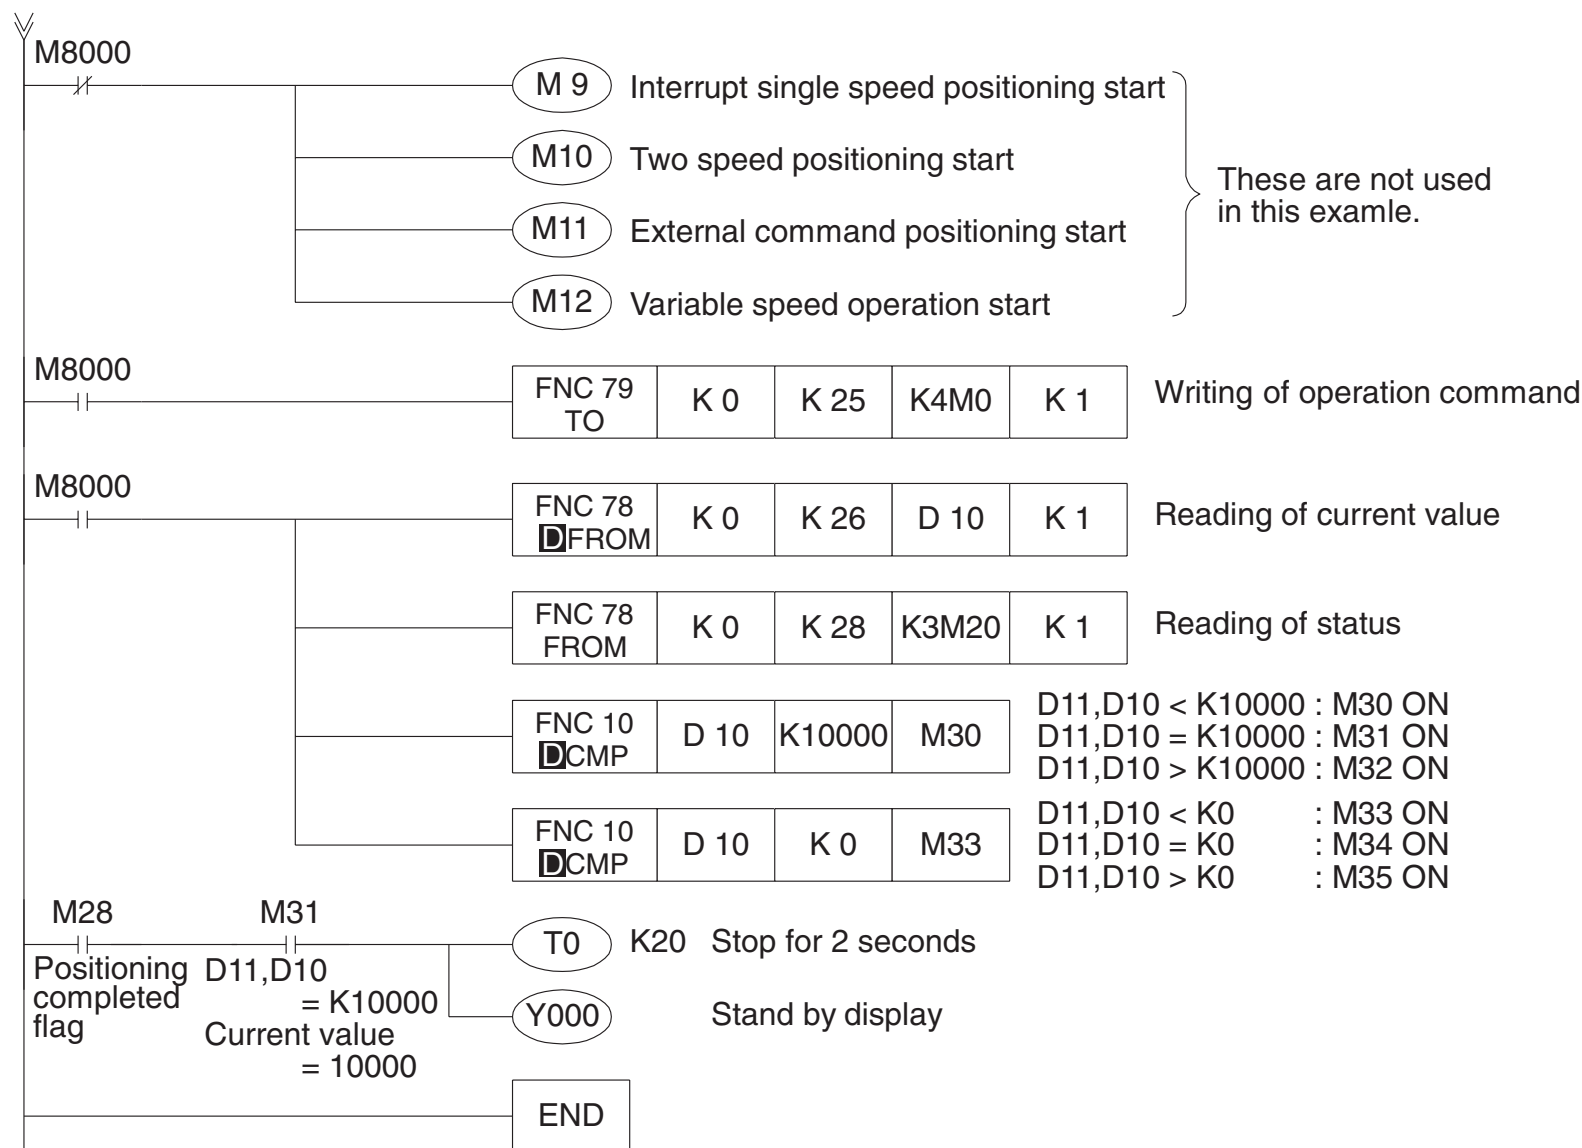 M8000
M 9 Interrupt single speed positioning start
M10 Two speed positioning start
These are not used
in this examle.
M11 External command positioning start
M12 Variable speed operation start
M8000
FNC 79
TO K 0 K 25 K4M0 K 1 Writing of operation command
M8000
FNC 78
DFROM K 0 K 26 D 10 K 1 Reading of current value
FNC 78
FROM K 0 K 28 K3M20 K 1 Reading of status
FNC 10
DCMP D 10 K10000 M30
D11,D10 < K10000 : M30 ON
D11,D10 = K10000 : M31 ON
D11,D10 > K10000 : M32 ON
FNC 10
DCMP D 10 K 0 M33
D11,D10 < K0 : M33 ON
D11,D10 = K0 : M34 ON
D11,D10 > K0 : M35 ON
M28 M31
T0 K20 Stop for 2 seconds
Positioning
completed
flag
D11,D10
= K10000
Current value
= 10000
Y000 Stand by display
END